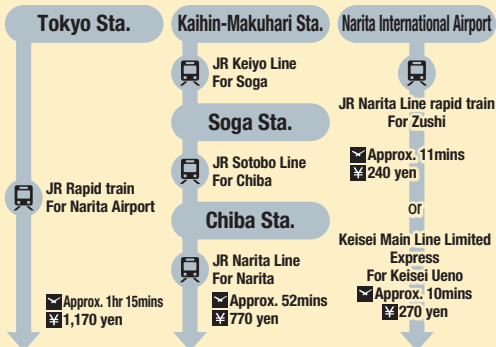 Tokyo Sta.
JR Rapid train
For Narita Airport
Approx. 1hr 15mins
¥ 1,170 yen
Kaihin-Makuhari Sta.
JR Keiyo Line
For Soga
Soga Sta.
JR Sotobo Line
For Chiba
Chiba Sta.
JR Narita Line
For Narita
Approx. 52mins
¥ 770 yen
Narita International Airport
JR Narita Line rapid train
For Zushi
Approx. 11mins
¥ 240 yen
or
Keisei Main Line Limited
Express
For Keisei Ueno
Approx. 10mins
¥ 270 yen